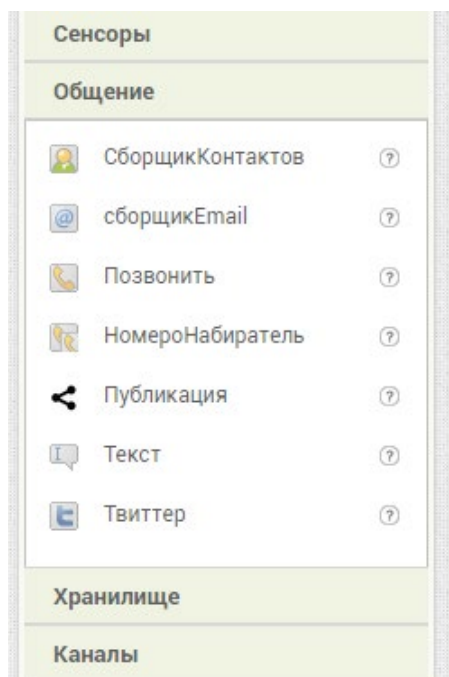 Сенсоры
Общение
СборщикКонтактов
сборщикEmail
Позвонить
НомероНабиратель
Публикация
Текст
Твиттер
Хранилище
Каналы